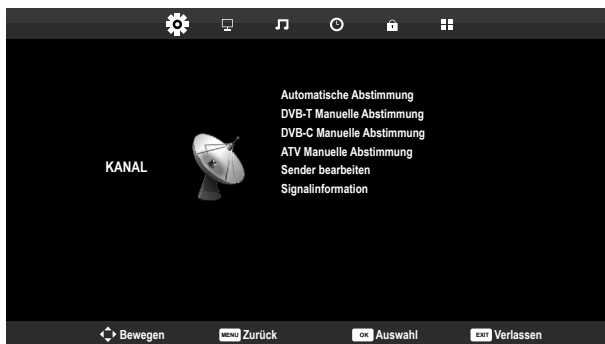 Automatische Abstimmung
DVB-T Manuelle Abstimmung
DVB-C Manuelle Abstimmung
ATV Manuelle Abstimmung
KANAL
Sender bearbeiten
Signalinformation
Bewegen
MENU Zurück
OK Auswahl
EXIT Verlassen